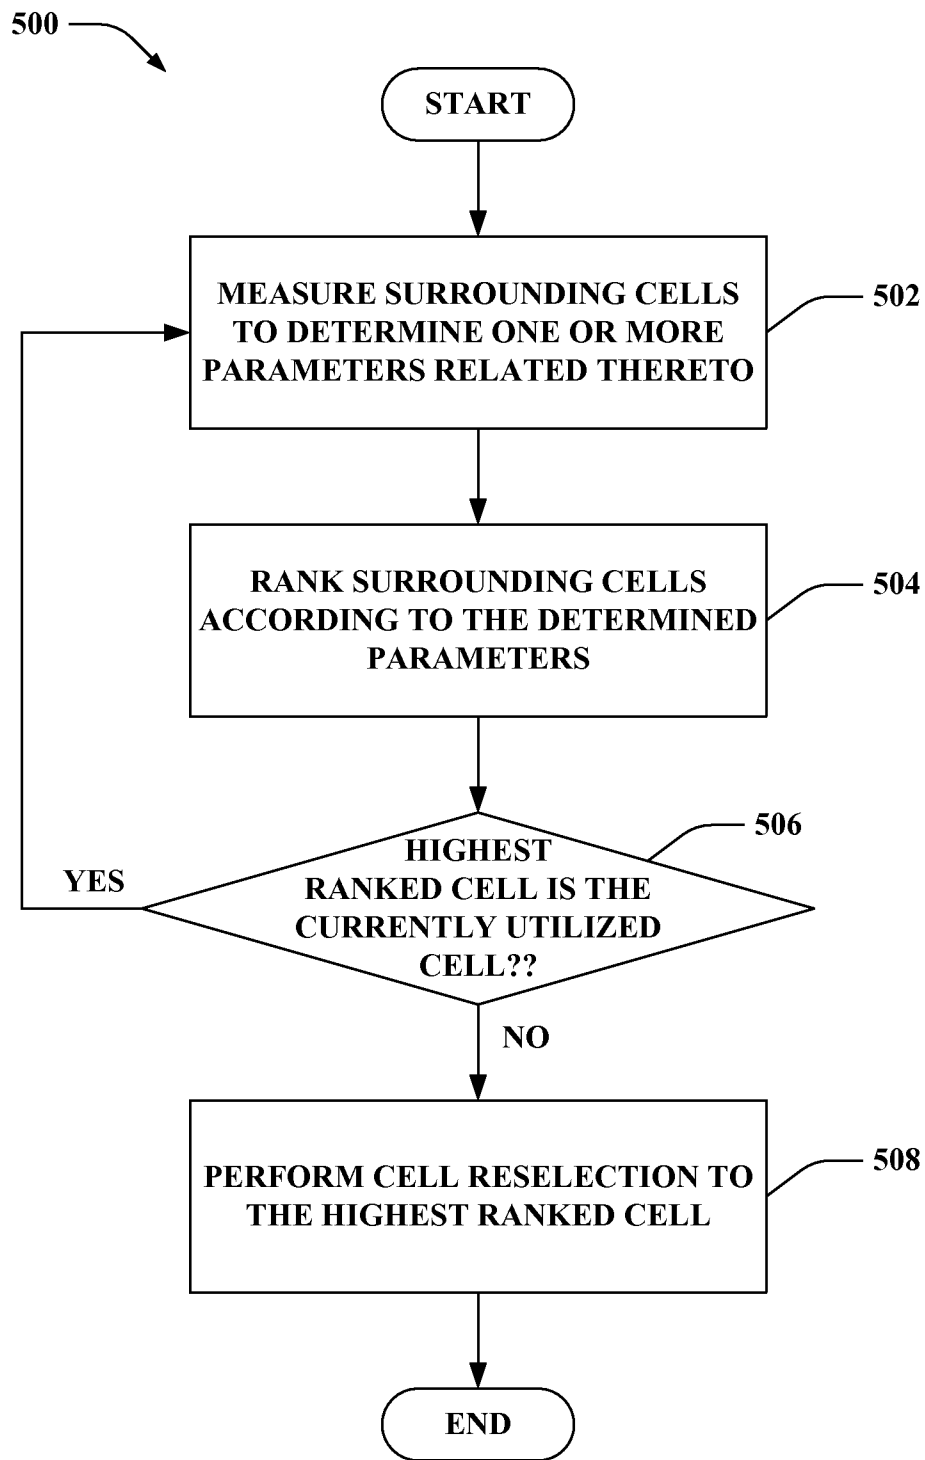 500
START
MEASURE SURROUNDING CELLS
TO DETERMINE ONE OR MORE
PARAMETERS RELATED THERETO
502
RANK SURROUNDING CELLS
ACCORDING TO THE DETERMINED
PARAMETERS
504
HIGHEST
RANKED CELL IS THE
CURRENTLY UTILIZED
CELL??
506
YES
NO
PERFORM CELL RESELECTION TO
THE HIGHEST RANKED CELL
508
END